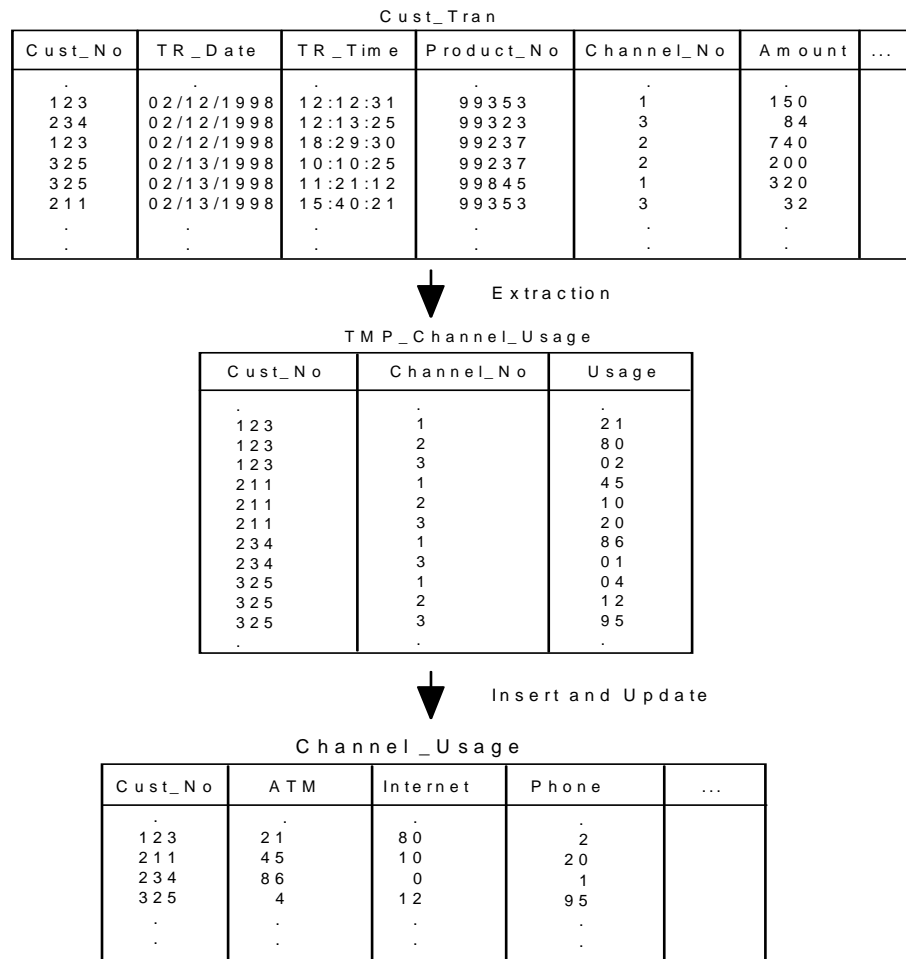 Cust_Tran
Cust_No TR_Date TR_Time Product_No Channel_No Amount ...
. . . . . .
123 02/12/1998 12:12:31 99353 1 150
234 02/12/1998 12:13:25 99323 3 84
123 02/12/1998 18:29:30 99237 2 740
325 02/13/1998 10:10:25 99237 2 200
325 02/13/1998 11:21:12 99845 1 320
211 02/13/1998 15:40:21 99353 3 32
. . . . . .
. . . . . .
Extraction
TMP_Channel_Usage
Cust_No Channel_No Usage
. . .
123 1 21
123 2 80
123 3 02
211 1 45
211 2 10
211 3 20
234 1 86
234 3 01
325 1 04
325 2 12
325 3 95
. . .
Insert and Update
Channel_Usage
Cust_No ATM Internet Phone ...
. . . .
123 21 80 2
211 45 10 20
234 86 0 1
325 4 12 95
. . . .
. . . .